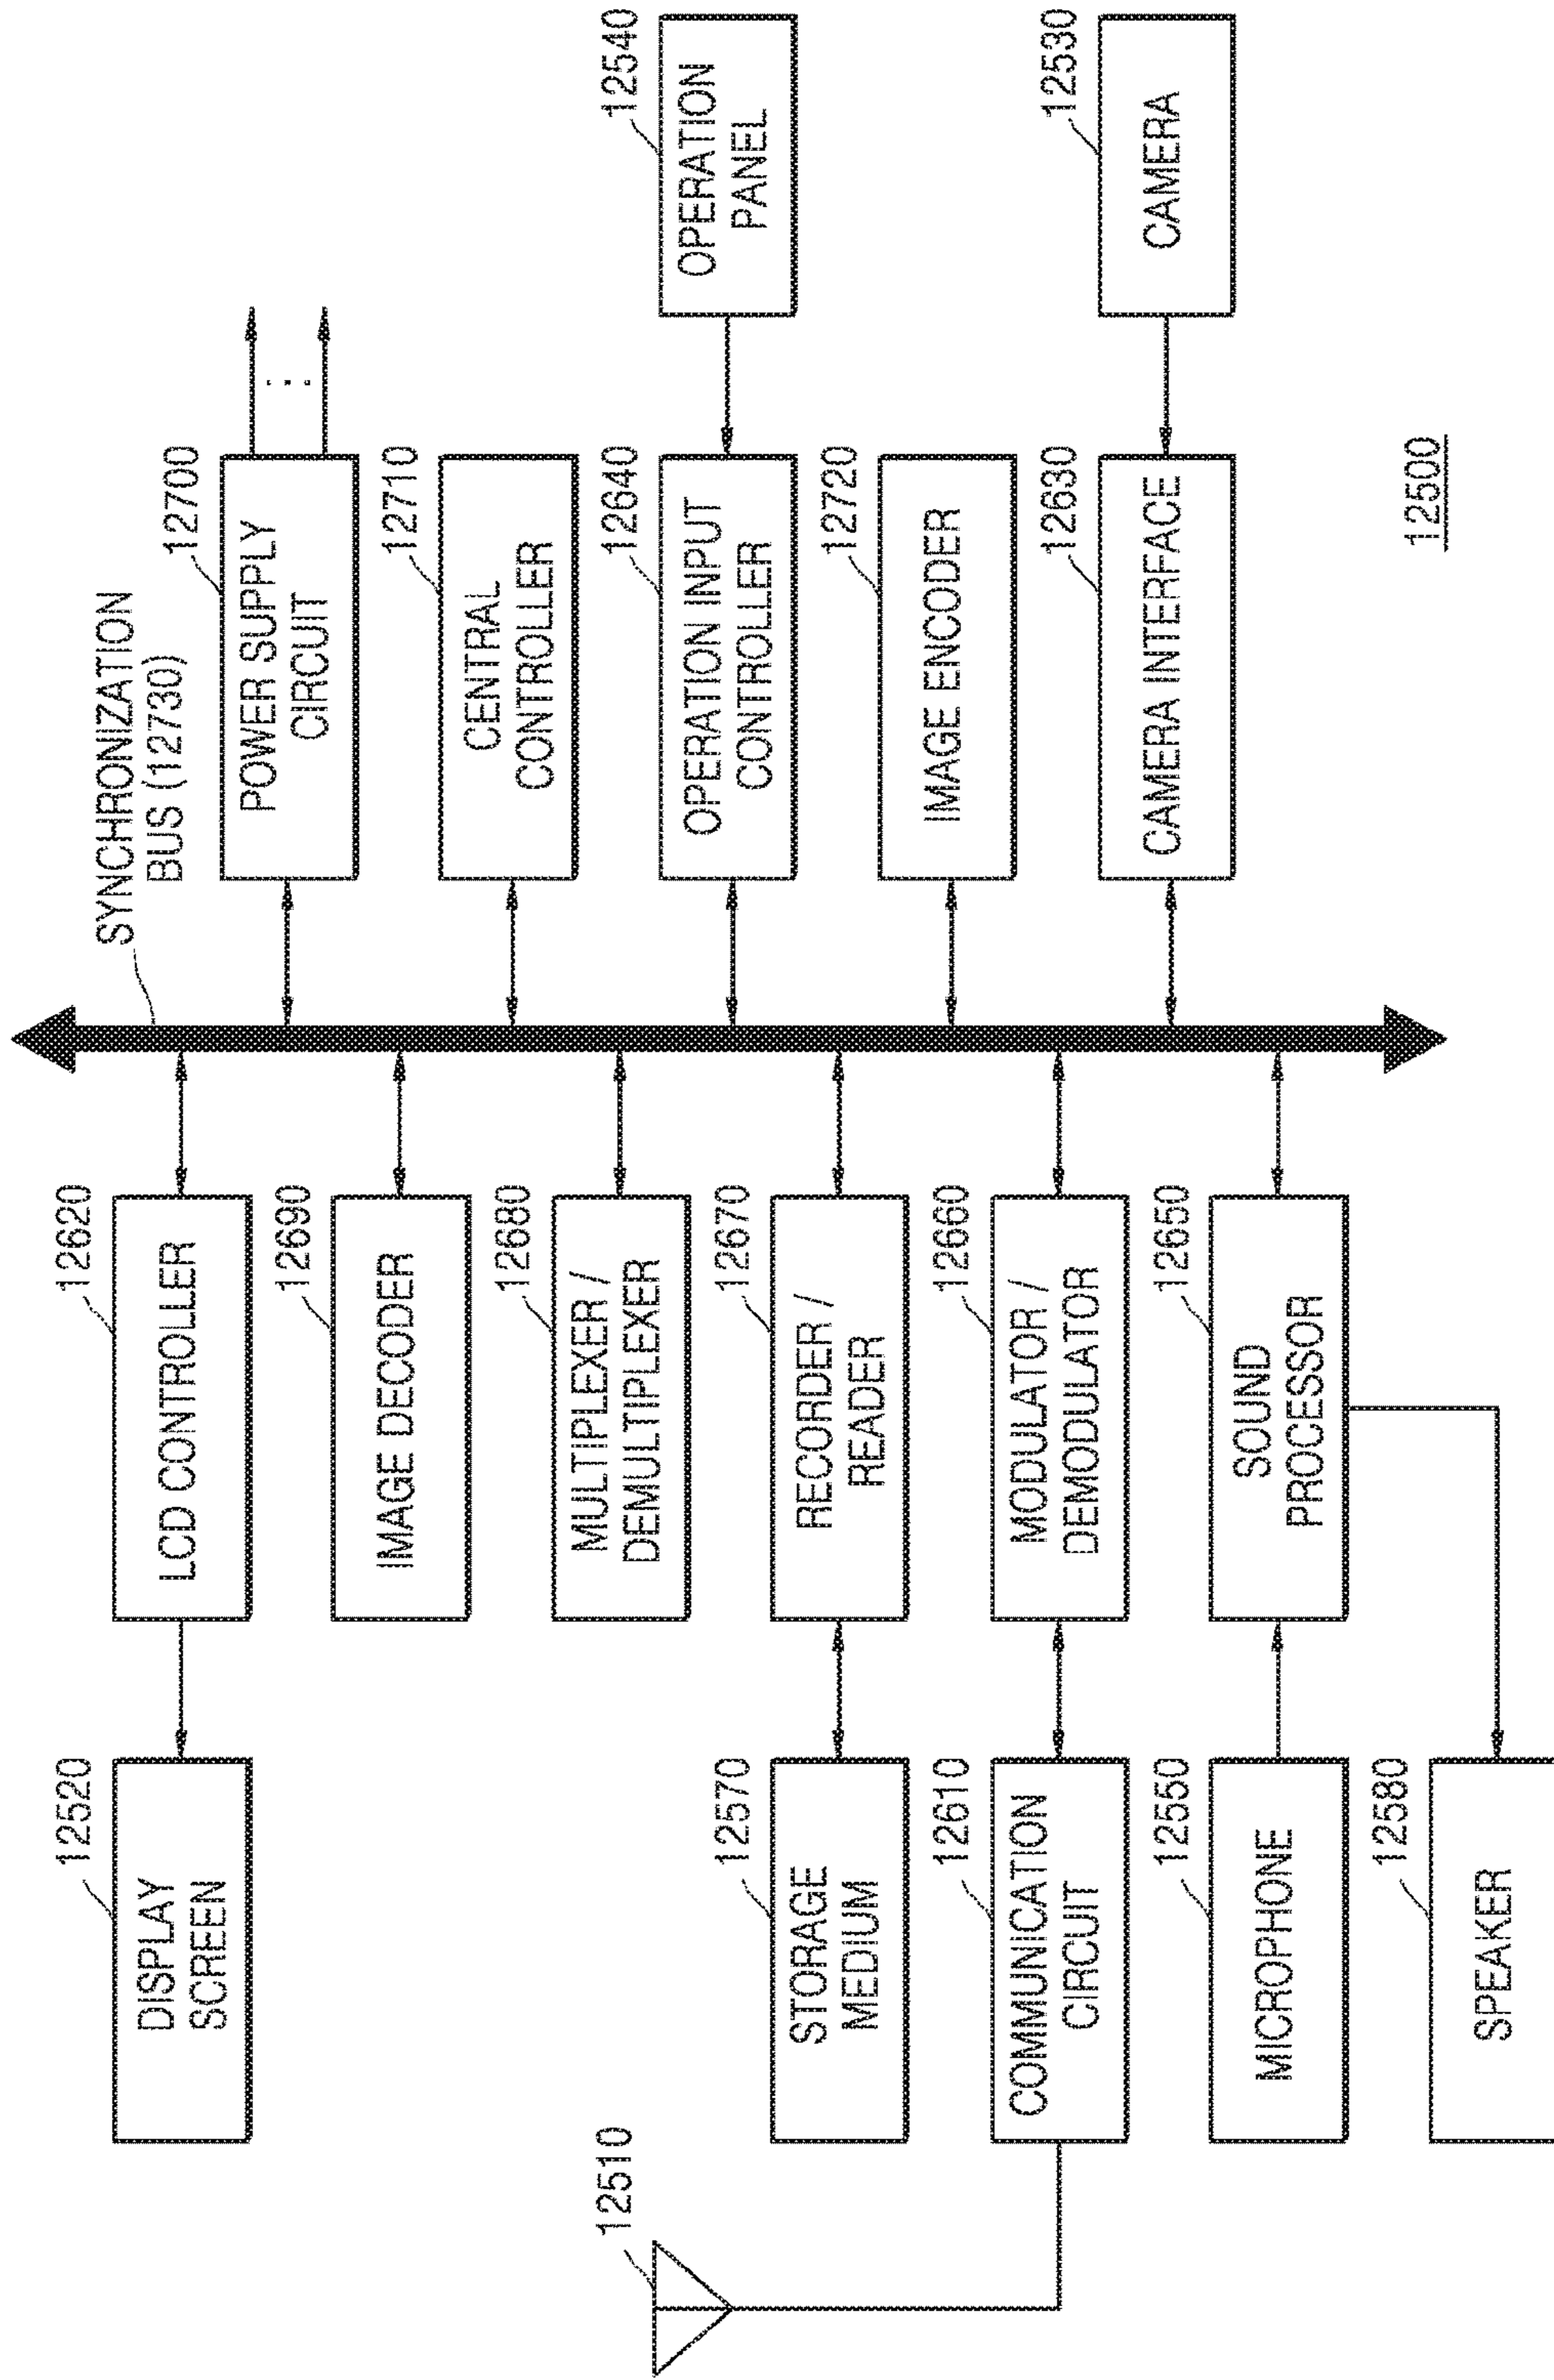 SYNCHRONIZATION
BUS (12730)
12520
DISPLAY
SCREEN
12620
LCD CONTROLLER
12700
POWER SUPPLY
CIRCUIT
12690
IMAGE DECODER
12710
CENTRAL
CONTROLLER
12680
MULTIPLEXER /
DEMULTIPLEXER
12640
OPERATION INPUT
CONTROLLER
12540
OPERATION
PANEL
12510
12570
STORAGE
MEDIUM
12670
RECORDER /
READER
12720
IMAGE ENCODER
12610
COMMUNICATION
CIRCUIT
12660
MODULATOR /
DEMODULATOR
12630
CAMERA INTERFACE
12530
CAMERA
12550
MICROPHONE
12650
SOUND
PROCESSOR
12580
SPEAKER
12500